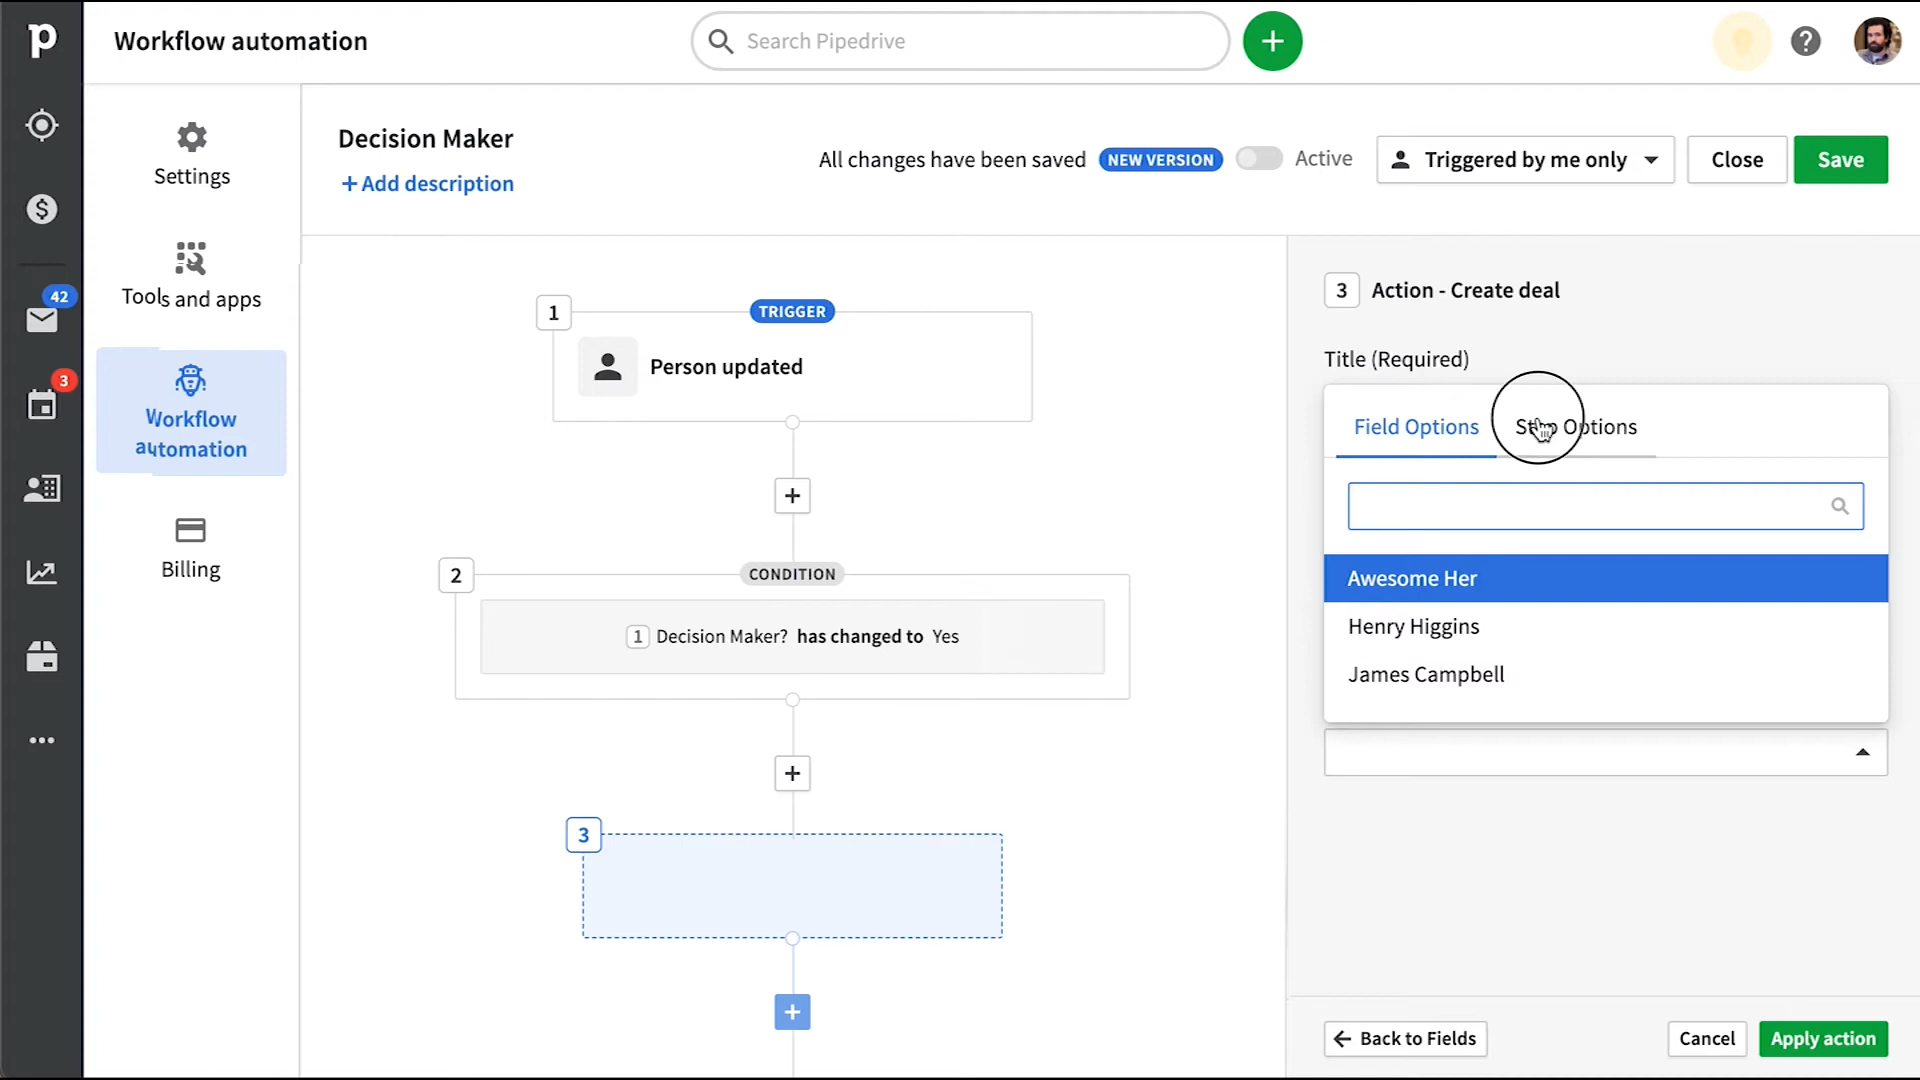 p
Workflow automation
Search Pipedrive
Settings
Tools and apps
Workflow
automation
Billing
42
3
Decision Maker
+ Add description
All changes have been saved
NEW VERSION
Active
Triggered by me only
Close
Save
1
TRIGGER
Person updated
2
CONDITION
1 Decision Maker? has changed to Yes
3
3 Action - Create deal
Title (Required)
Field Options
Step Options
Awesome Her
Henry Higgins
James Campbell
Back to Fields
Cancel
Apply action